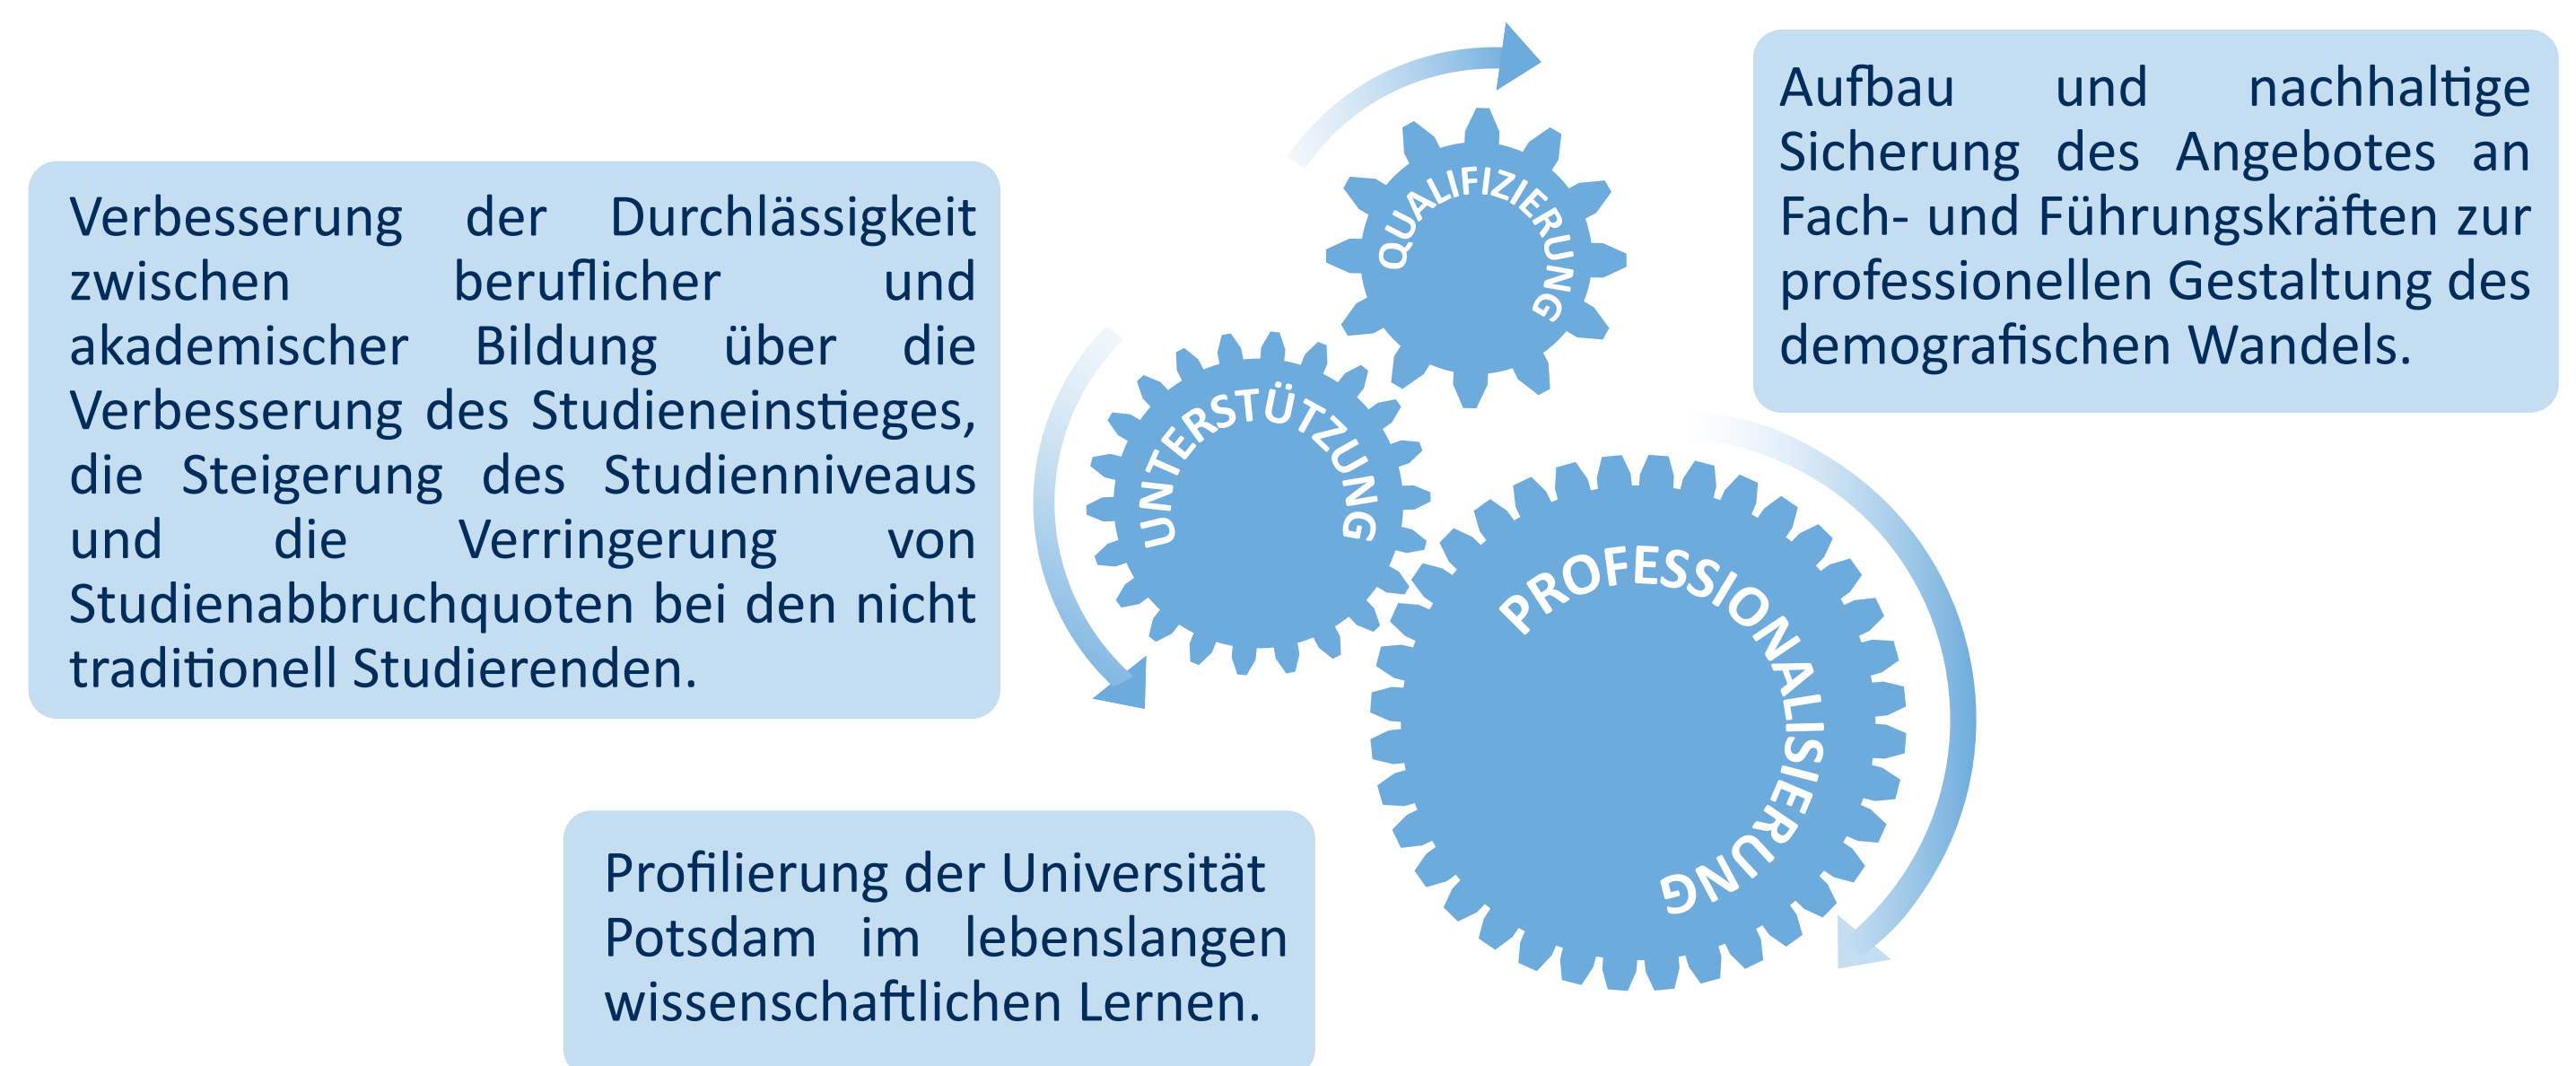 Verbesserung der Durchlässigkeit
zwischen beruflicher und
akademischer Bildung über die
Verbesserung des Studieneinstieges,
die Steigerung des Studienniveaus
und die Verringerung von
Studienabbruchquoten bei den nicht
traditionell Studierenden.
QUALIFIZIERUNG
UNTERSTÜTZUNG
PROFESSIONALISIERUNG
Aufbau und nachhaltige
Sicherung des Angebotes an
Fach- und Führungskräften zur
professionellen Gestaltung des
demografischen Wandels.
Profilierung der Universität
Potsdam im lebenslangen
wissenschaftlichen Lernen.